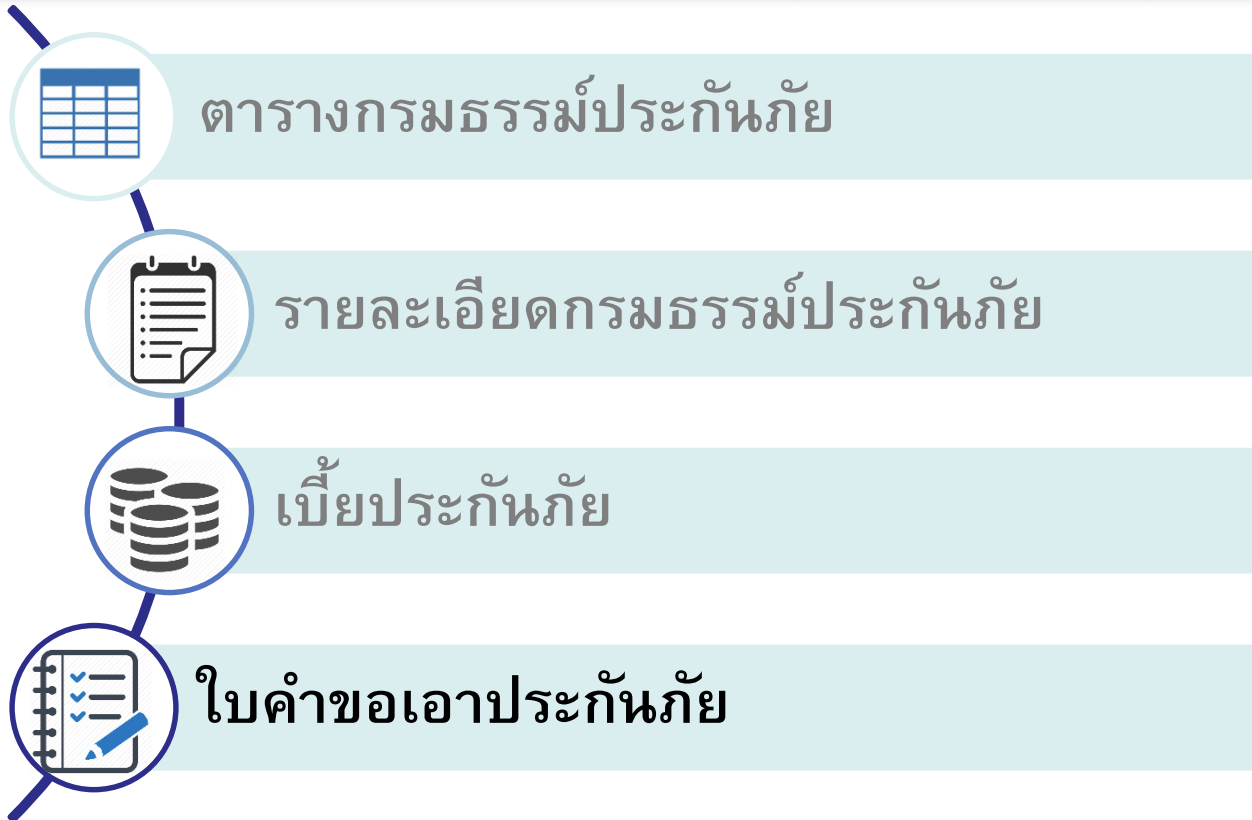 ตารางกรมธรรม์ประกันภัย
รายละเอียดกรมธรรม์ประกันภัย
เบี้ยประกันภัย
ใบคำขอเอาประกันภัย